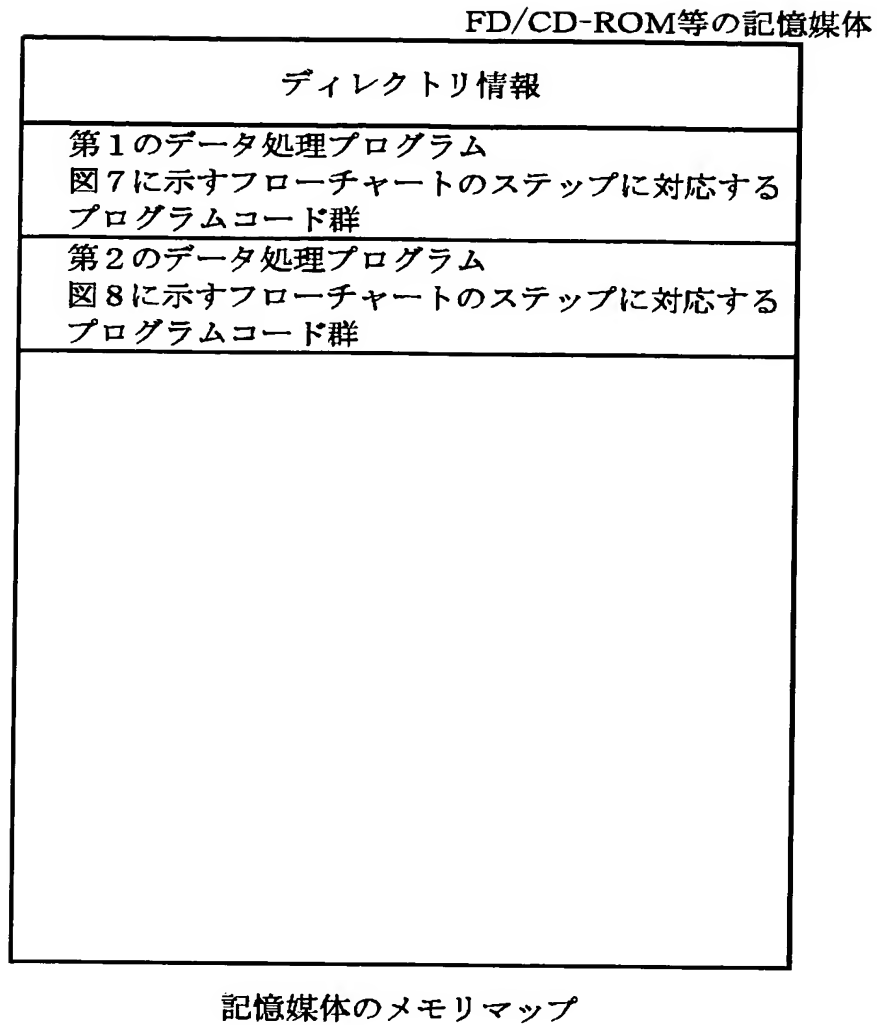 FD/CD-ROM等の記憶媒体
ディレクトリ情報
第1のデータ処理プログラム
図7に示すフローチャートのステップに対応する
プログラムコード群
第2のデータ処理プログラム
図8に示すフローチャートのステップに対応する
プログラムコード群
記憶媒体のメモリマップ